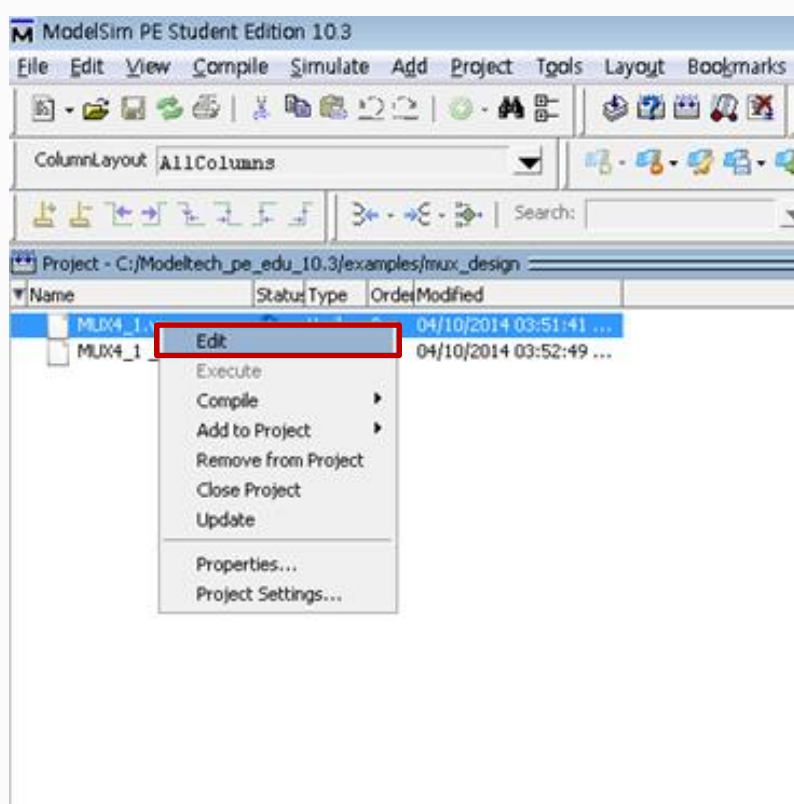 ModelSim PE Student Edition 10.3
File Edit View Compile Simulate Add Project Tools Layout Bookmarks
ColumnLayout AllColumns
Search:
Project - C:/Modeltech_pe_edu_10.3/examples/mux_design
Name Status Type Order Modified
MUX4_1.v 04/10/2014 03:51:41 ...
MUX4_1_ 04/10/2014 03:52:49 ...
Edit
Execute
Compile
Add to Project
Remove from Project
Close Project
Update
Properties...
Project Settings...